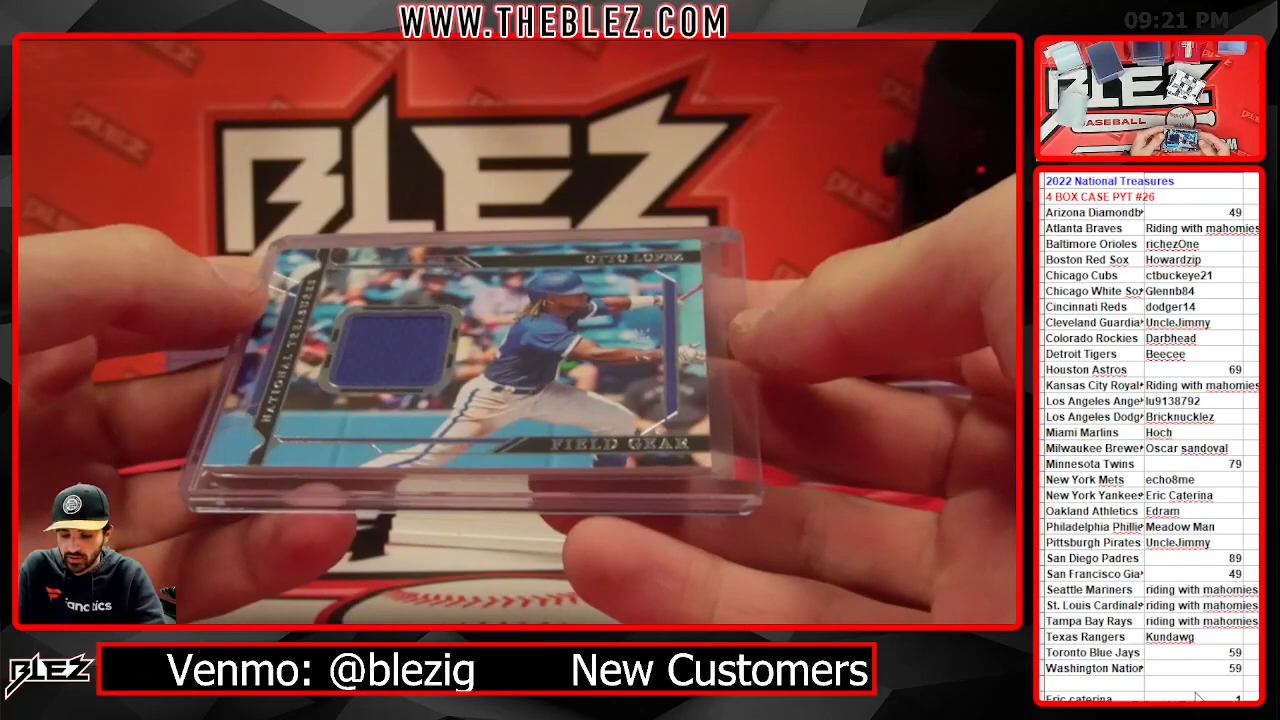 WWW.THEBLEZ.COM
09:21 PM
BLEZ
OTTO LOPEZ
NATIONAL TREASURES
FIELD GEAR
BLEZ
BASEBALL
2022 National Treasures
4 BOX CASE PYT #26
Arizona Diamondb 49
Atlanta Braves Riding with mahomies
Baltimore Orioles richezOne
Boston Red Sox Howardzip
Chicago Cubs ctbuckeye21
Chicago White Sox Glennb84
Cincinnati Reds dodger14
Cleveland Guardia UncleJimmy
Colorado Rockies Darbhead
Detroit Tigers Beecee
Houston Astros 69
Kansas City Royal Riding with mahomies
Los Angeles Ange lu9138792
Los Angeles Dodg Bricknucklez
Miami Marlins Hoch
Milwaukee Brewe Oscar sandoval
Minnesota Twins 79
New York Mets echo8me
New York Yankees Eric Caterina
Oakland Athletics Edram
Philadelphia Phillie Meadow Man
Pittsburgh Pirates UncleJimmy
San Diego Padres 89
San Francisco Gia 49
Seattle Mariners riding with mahomies
St. Louis Cardinals riding with mahomies
Tampa Bay Rays riding with mahomies
Texas Rangers Kundawg
Toronto Blue Jays 59
Washington Nation 59
Eric caterina 1
Fanatics
BLEZ
Venmo: @blezig New Customers